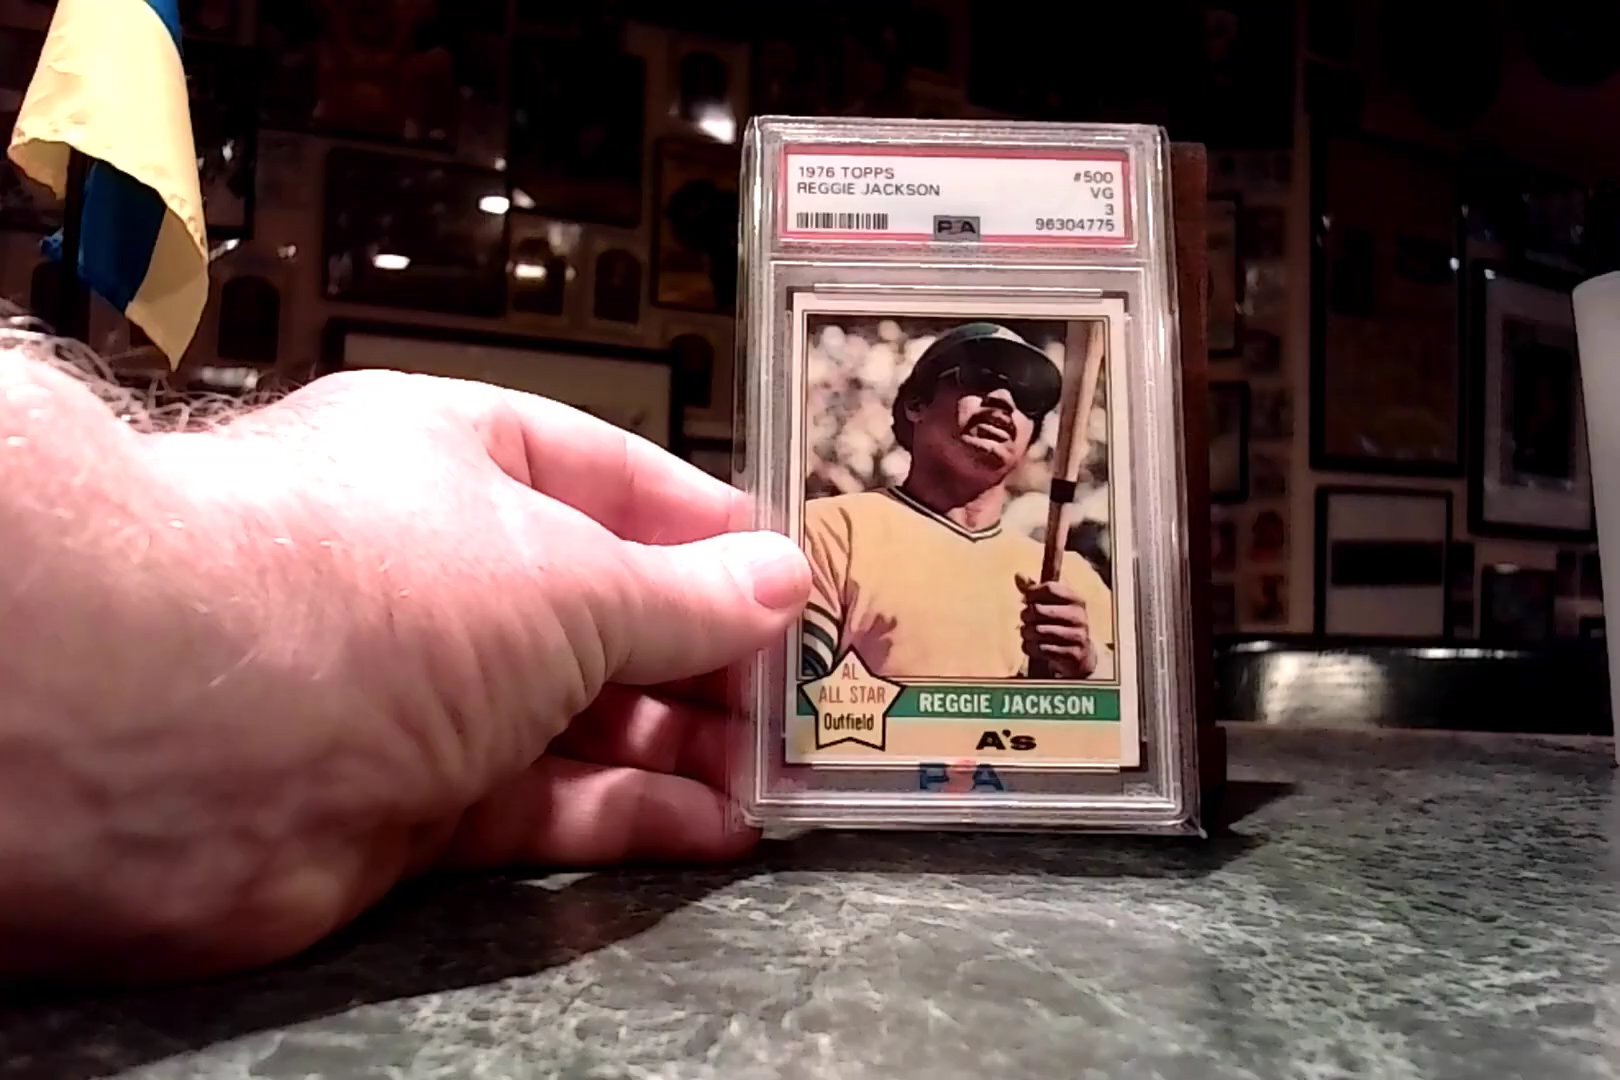 1976 TOPPS #500
REGGIE JACKSON VG
3
PSA 96304775
AL
ALL STAR
Outfield
REGGIE JACKSON
A's
PSA